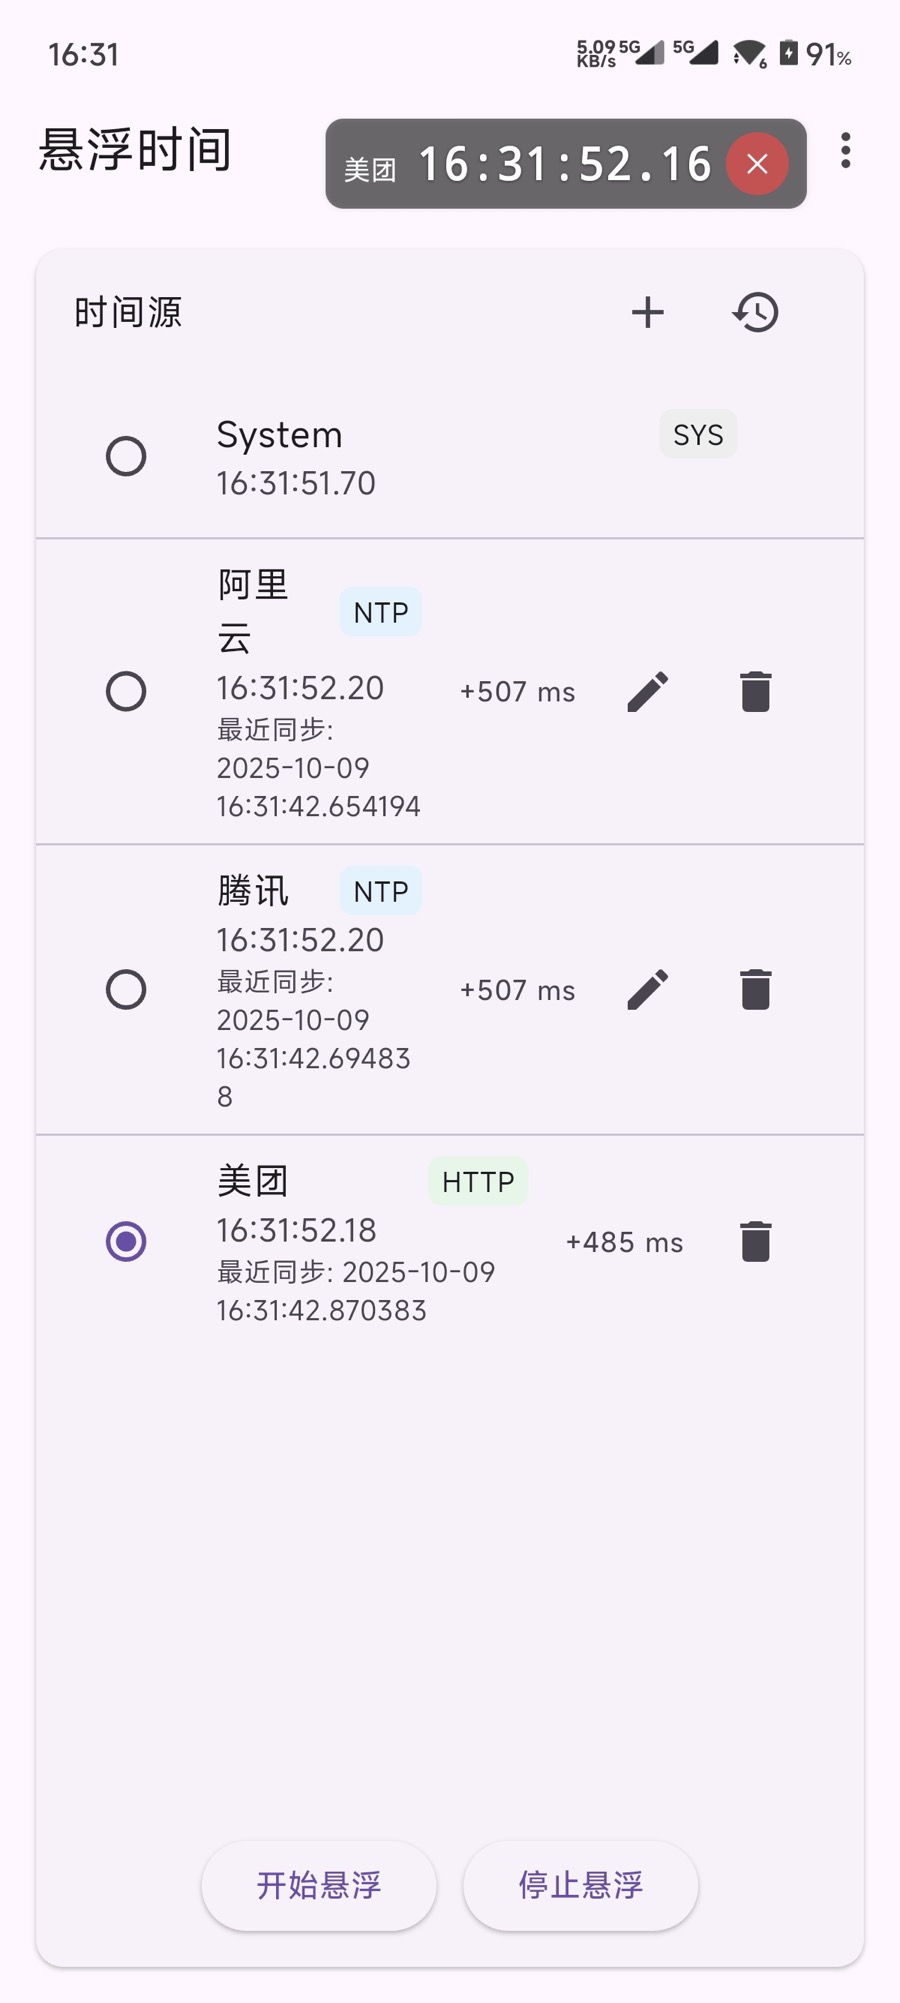 16:31
5.09 KB/s 5G 5G 6 91%
悬浮时间
美团 16:31:52.16
时间源
System SYS
16:31:51.70
阿里
云
NTP
16:31:52.20
+507 ms
最近同步:
2025-10-09
16:31:42.654194
腾讯 NTP
16:31:52.20
最近同步:
+507 ms
2025-10-09
16:31:42.69483
8
美团 HTTP
16:31:52.18
+485 ms
最近同步: 2025-10-09
16:31:42.870383
开始悬浮 停止悬浮